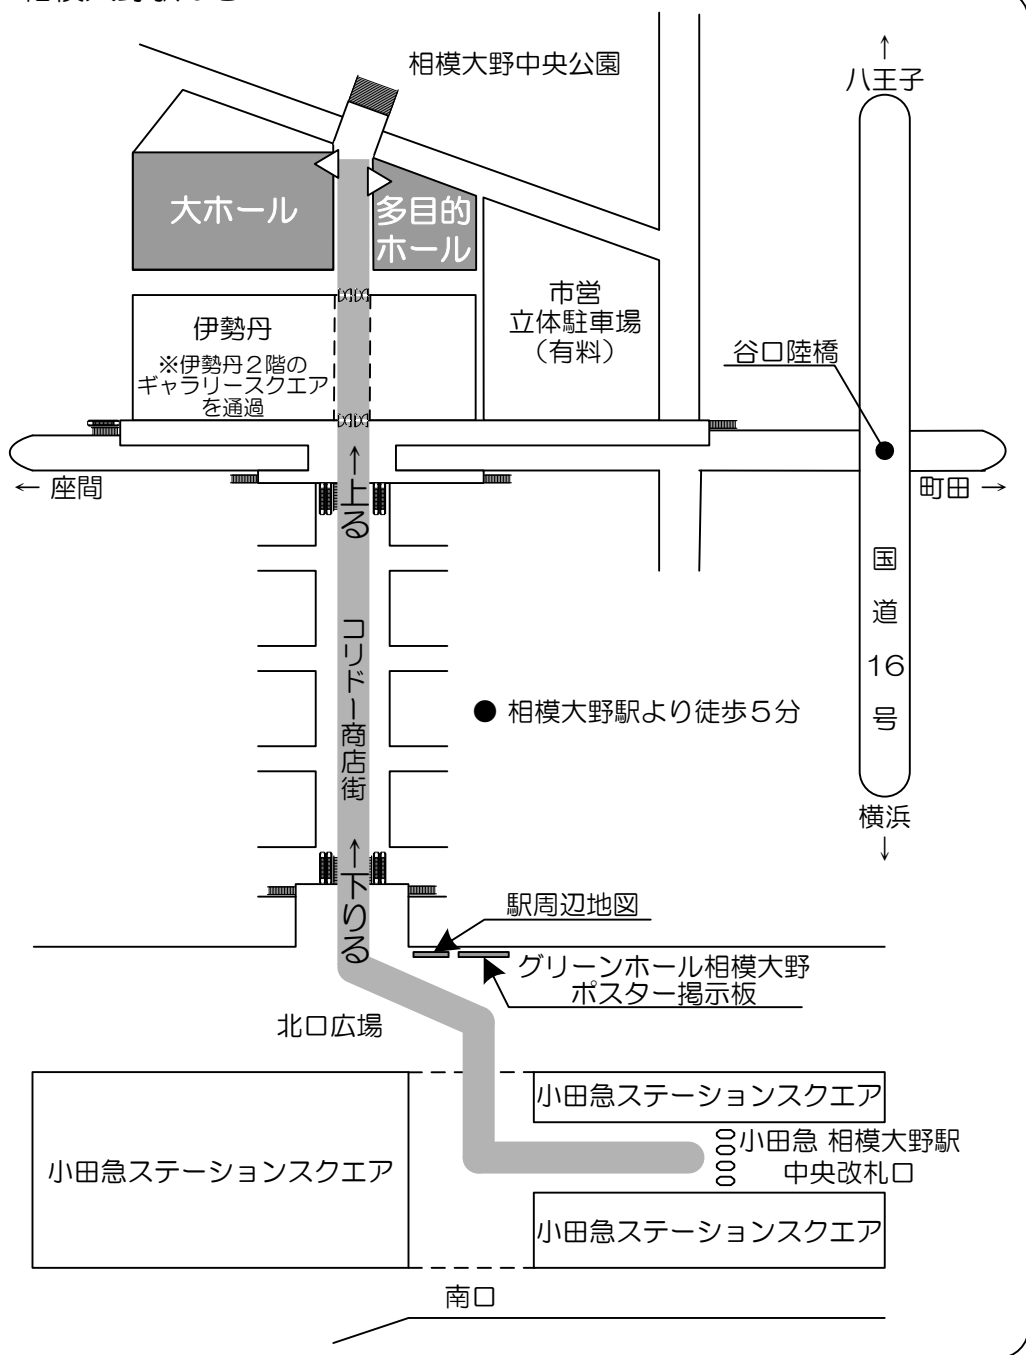 相模大野中央公園
↑
八王子
大ホール
多目的
ホール
市営
立体駐車場
（有料）
伊勢丹
※伊勢丹２階の
ギャラリースクエア
を通過
谷口陸橋
← 座間
町田 →
↑上る
国道16号
コリドー商店街
● 相模大野駅より徒歩５分
横浜
↓
↑下りる
駅周辺地図
グリーンホール相模大野
ポスター掲示板
北口広場
小田急ステーションスクエア
小田急 相模大野駅
中央改札口
小田急ステーションスクエア
小田急ステーションスクエア
南口